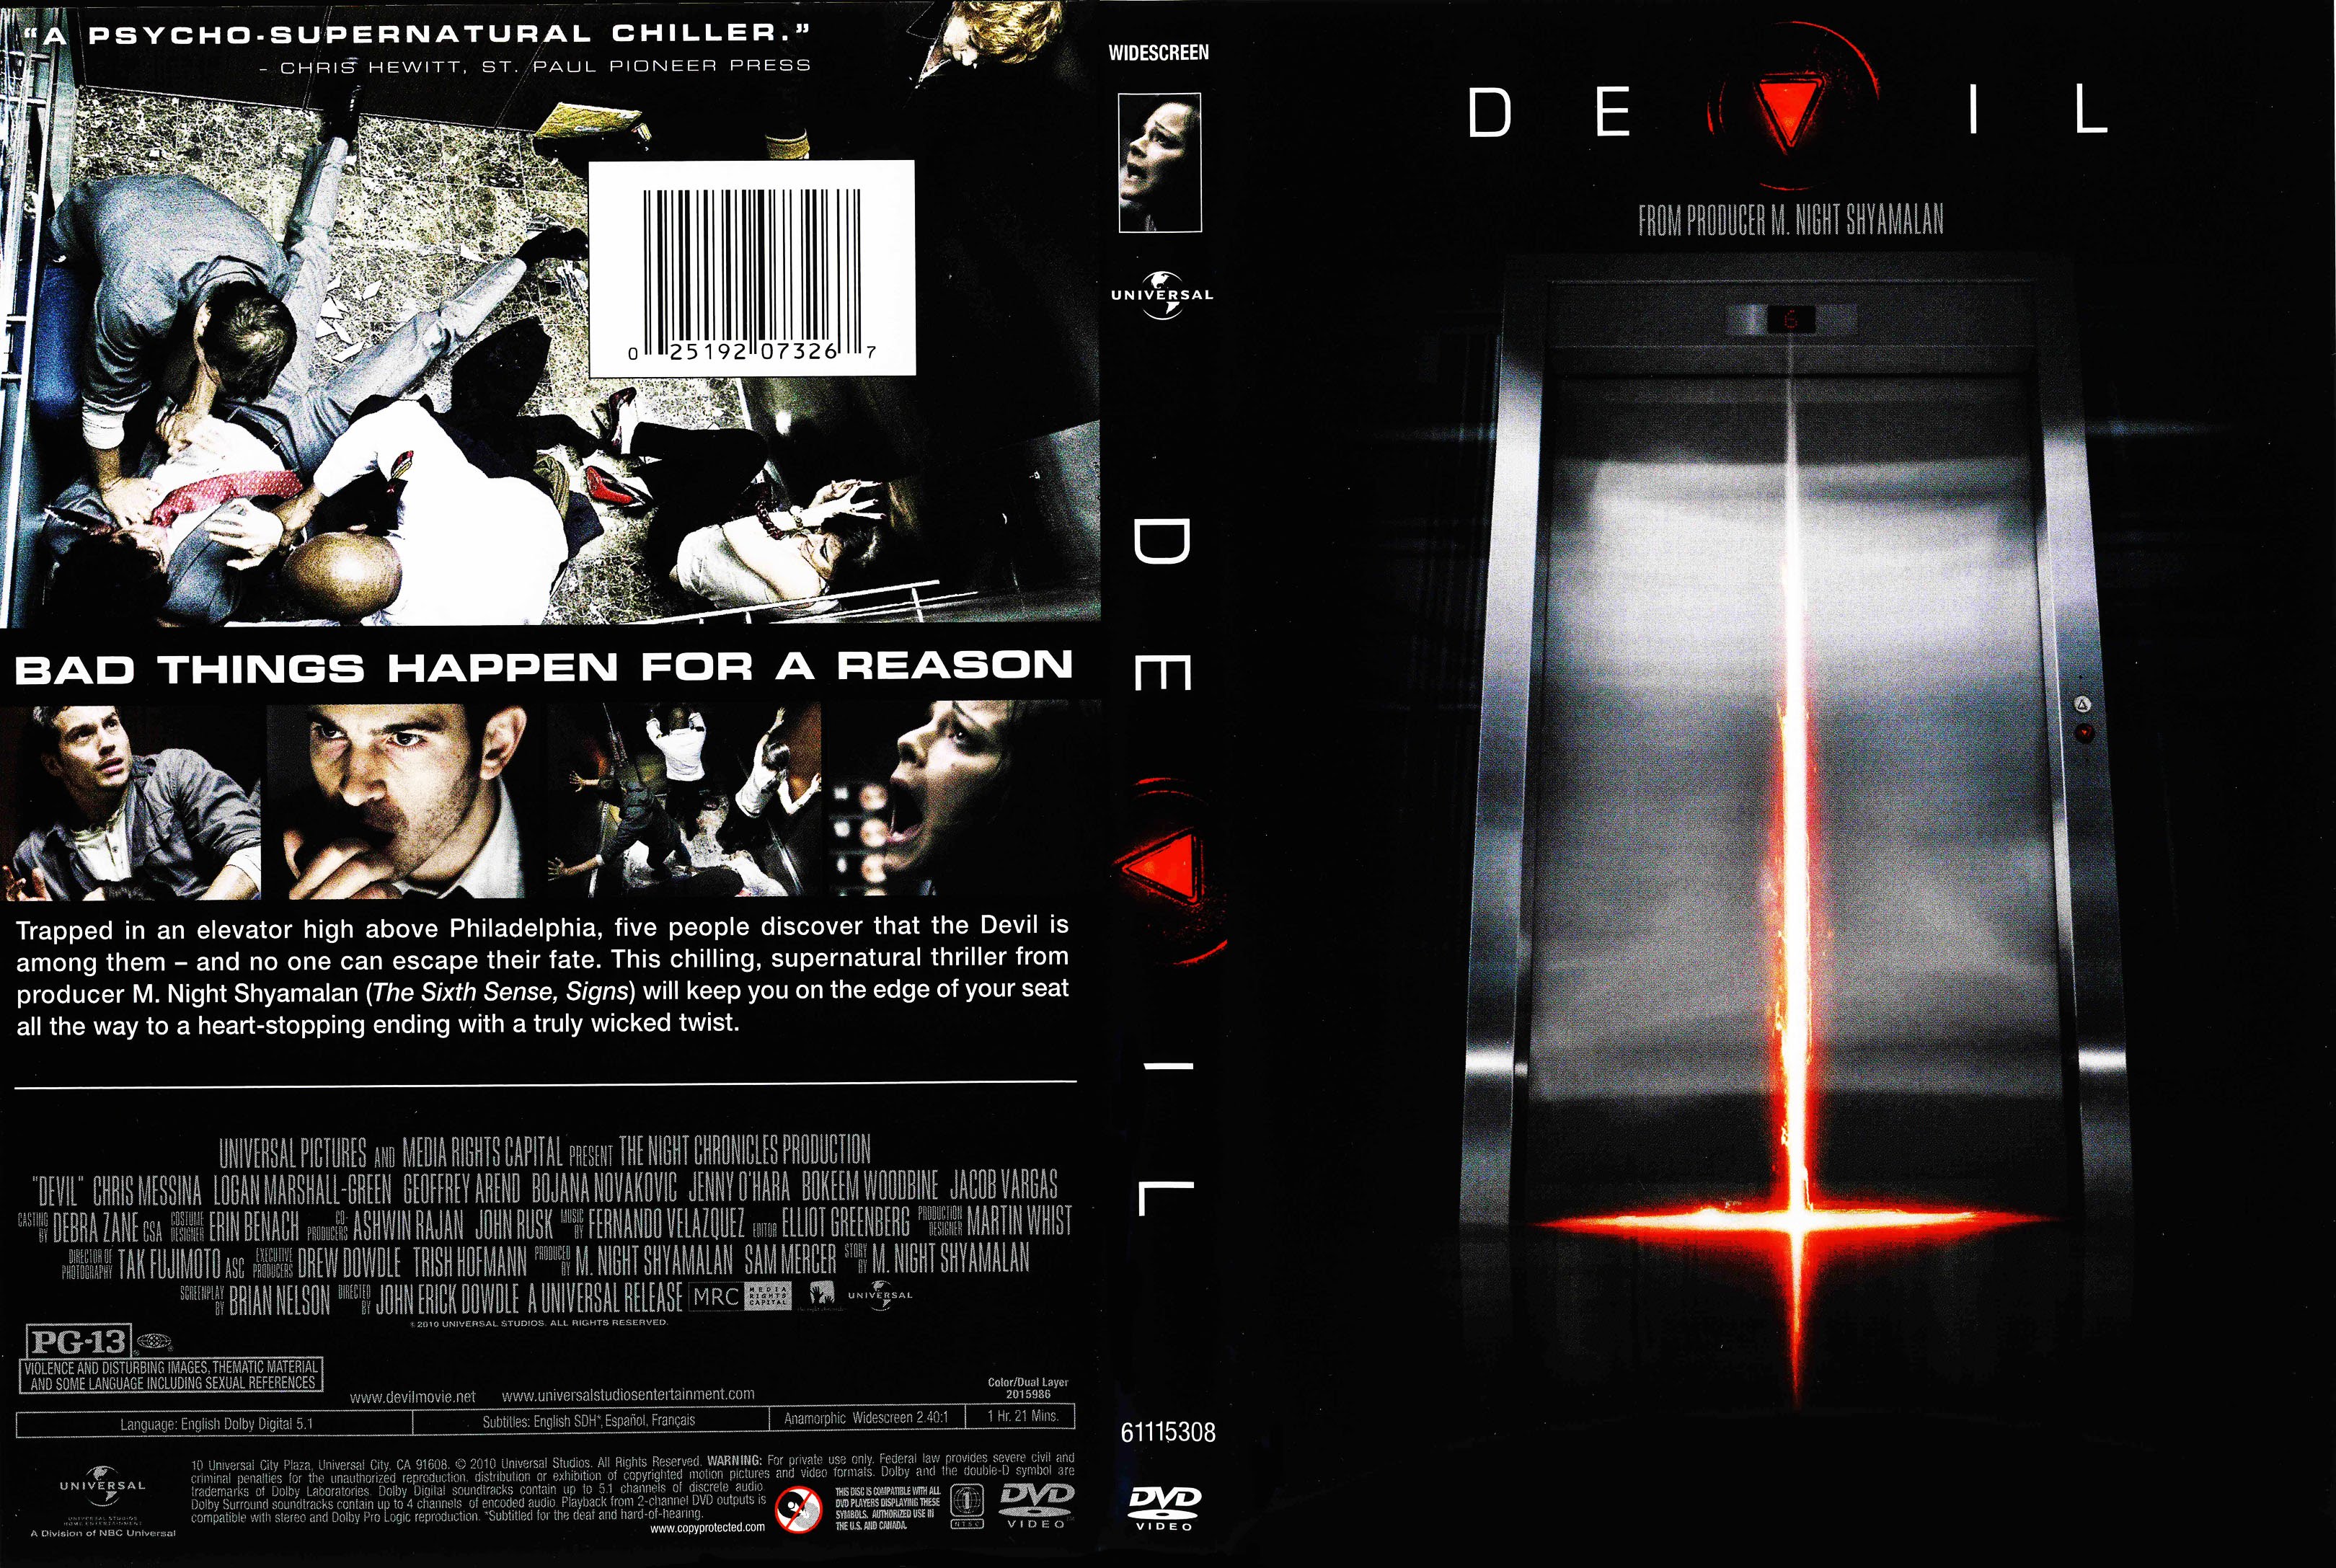 “A PSYCHO-SUPERNATURAL CHILLER.”
- CHRIS HEWITT, ST. PAUL PIONEER PRESS
0 25192 07326 7
BAD THINGS HAPPEN FOR A REASON
Trapped in an elevator high above Philadelphia, five people discover that the Devil is
among them – and no one can escape their fate. This chilling, supernatural thriller from
producer M. Night Shyamalan (The Sixth Sense, Signs) will keep you on the edge of your seat
all the way to a heart-stopping ending with a truly wicked twist.
UNIVERSAL PICTURES AND MEDIA RIGHTS CAPITAL PRESENT THE NIGHT CHRONICLES PRODUCTION
"DEVIL" CHRIS MESSINA LOGAN MARSHALL-GREEN GEOFFREY AREND BOJANA NOVAKOVIC JENNY O'HARA BOKEEM WOODBINE JACOB VARGAS
CASTING BY DEBRA ZANE CSA COSTUME DESIGNER ERIN BENACH CO-PRODUCERS ASHWIN RAJAN JOHN RUSK MUSIC BY FERNANDO VELAZQUEZ EDITOR ELLIOT GREENBERG PRODUCTION DESIGNER MARTIN WHIST
DIRECTOR OF PHOTOGRAPHY TAK FUJIMOTO ASC EXECUTIVE PRODUCERS DREW DOWDLE TRISH HOFMANN PRODUCED BY M. NIGHT SHYAMALAN SAM MERCER STORY BY M. NIGHT SHYAMALAN
SCREENPLAY BY BRIAN NELSON DIRECTED BY JOHN ERICK DOWDLE A UNIVERSAL RELEASE MRC MEDIA RIGHTS CAPITAL UNIVERSAL
© 2010 UNIVERSAL STUDIOS. ALL RIGHTS RESERVED.
PG-13
VIOLENCE AND DISTURBING IMAGES, THEMATIC MATERIAL
AND SOME LANGUAGE INCLUDING SEXUAL REFERENCES
www.devilmovie.net www.universalstudiosentertainment.com
Color/Dual Layer
2015986
Language: English Dolby Digital 5.1
Subtitles: English SDH*, Español, Français
Anamorphic Widescreen 2.40:1
1 Hr. 21 Mins.
UNIVERSAL
UNIVERSAL STUDIOS
HOME ENTERTAINMENT
A Division of NBC Universal
10 Universal City Plaza, Universal City, CA 91608. © 2010 Universal Studios. All Rights Reserved. WARNING: For private use only. Federal law provides severe civil and
criminal penalties for the unauthorized reproduction, distribution or exhibition of copyrighted motion pictures and video formats. Dolby and the double-D symbol are
trademarks of Dolby Laboratories. Dolby Digital soundtracks contain up to 5.1 channels of discrete audio.
Dolby Surround soundtracks contain up to 4 channels of encoded audio. Playback from 2-channel DVD outputs is
compatible with stereo and Dolby Pro Logic reproduction. *Subtitled for the deaf and hard-of-hearing.
www.copyprotected.com
THIS DISC IS COMPATIBLE WITH ALL
DVD PLAYERS DISPLAYING THESE
SYMBOLS. AUTHORIZED USE IN
THE U.S. AND CANADA.
1
NTSC
DVD
VIDEO
WIDESCREEN
UNIVERSAL
DE IL
61115308
DVD
VIDEO
DE IL
FROM PRODUCER M. NIGHT SHYAMALAN
6